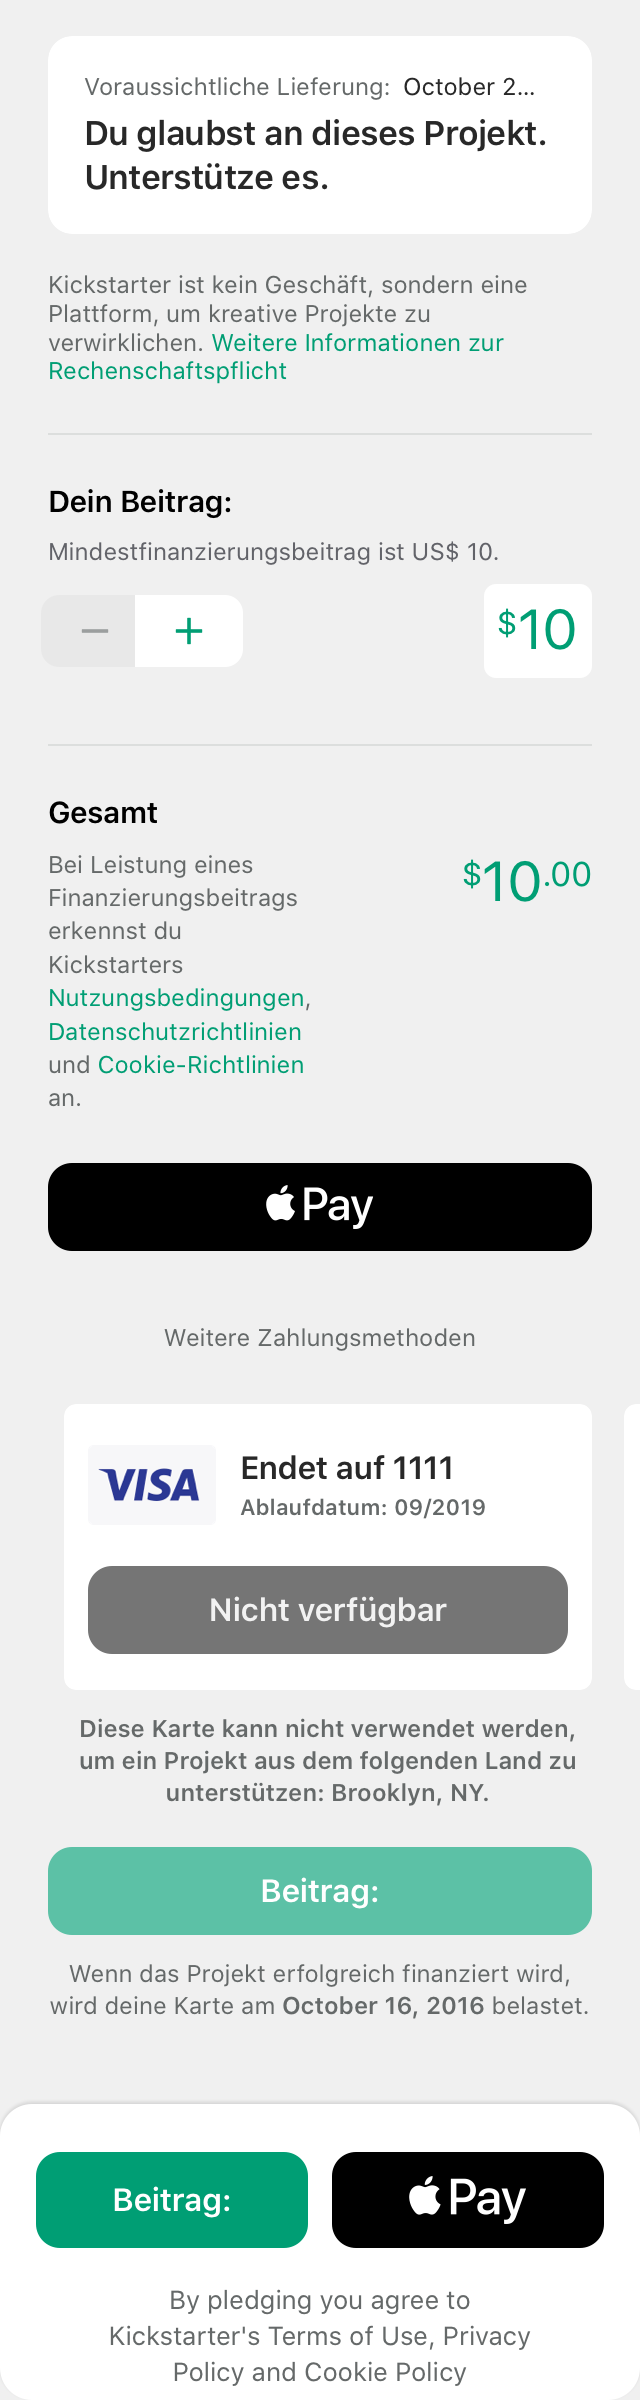 Voraussichtliche Lieferung: October 2...
Du glaubst an dieses Projekt.
Unterstütze es.
Kickstarter ist kein Geschäft, sondern eine
Plattform, um kreative Projekte zu
verwirklichen. Weitere Informationen zur
Rechenschaftspflicht
Dein Beitrag:
Mindestfinanzierungsbeitrag ist US$ 10.
− +
$10
Gesamt
Bei Leistung eines
Finanzierungsbeitrags
erkennst du
Kickstarters
Nutzungsbedingungen,
Datenschutzrichtlinien
und Cookie-Richtlinien
an.
$10.00
Pay
Weitere Zahlungsmethoden
VISA
Endet auf 1111
Ablaufdatum: 09/2019
Nicht verfügbar
Diese Karte kann nicht verwendet werden,
um ein Projekt aus dem folgenden Land zu
unterstützen: Brooklyn, NY.
Beitrag:
Wenn das Projekt erfolgreich finanziert wird,
wird deine Karte am October 16, 2016 belastet.
Beitrag:
Pay
By pledging you agree to
Kickstarter's Terms of Use, Privacy
Policy and Cookie Policy